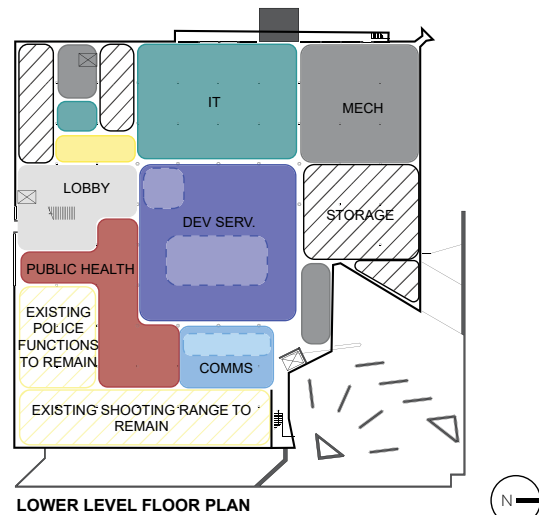 IT
MECH
LOBBY
STORAGE
DEV SERV.
PUBLIC HEALTH
EXISTING
POLICE
FUNCTIONS
TO REMAIN
COMMS
EXISTING SHOOTING RANGE TO
REMAIN
LOWER LEVEL FLOOR PLAN
N